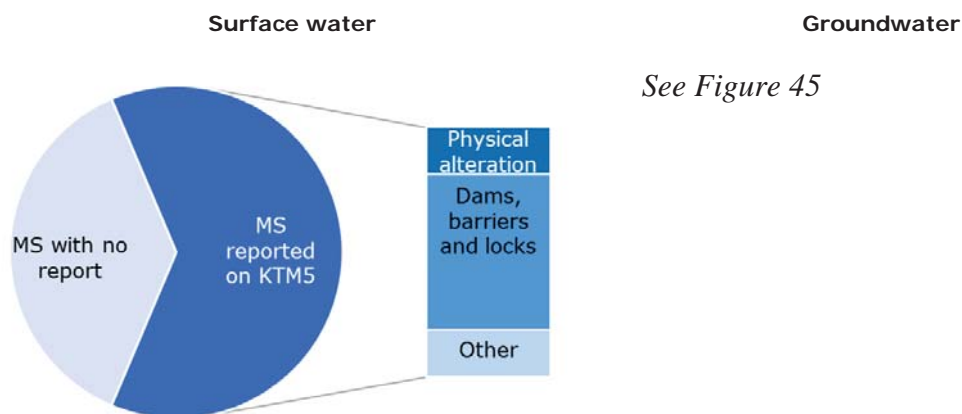 Surface water
Groundwater
See Figure 45
MS with no
report
MS
reported
on KTM5
Physical
alteration
Dams,
barriers
and locks
Other